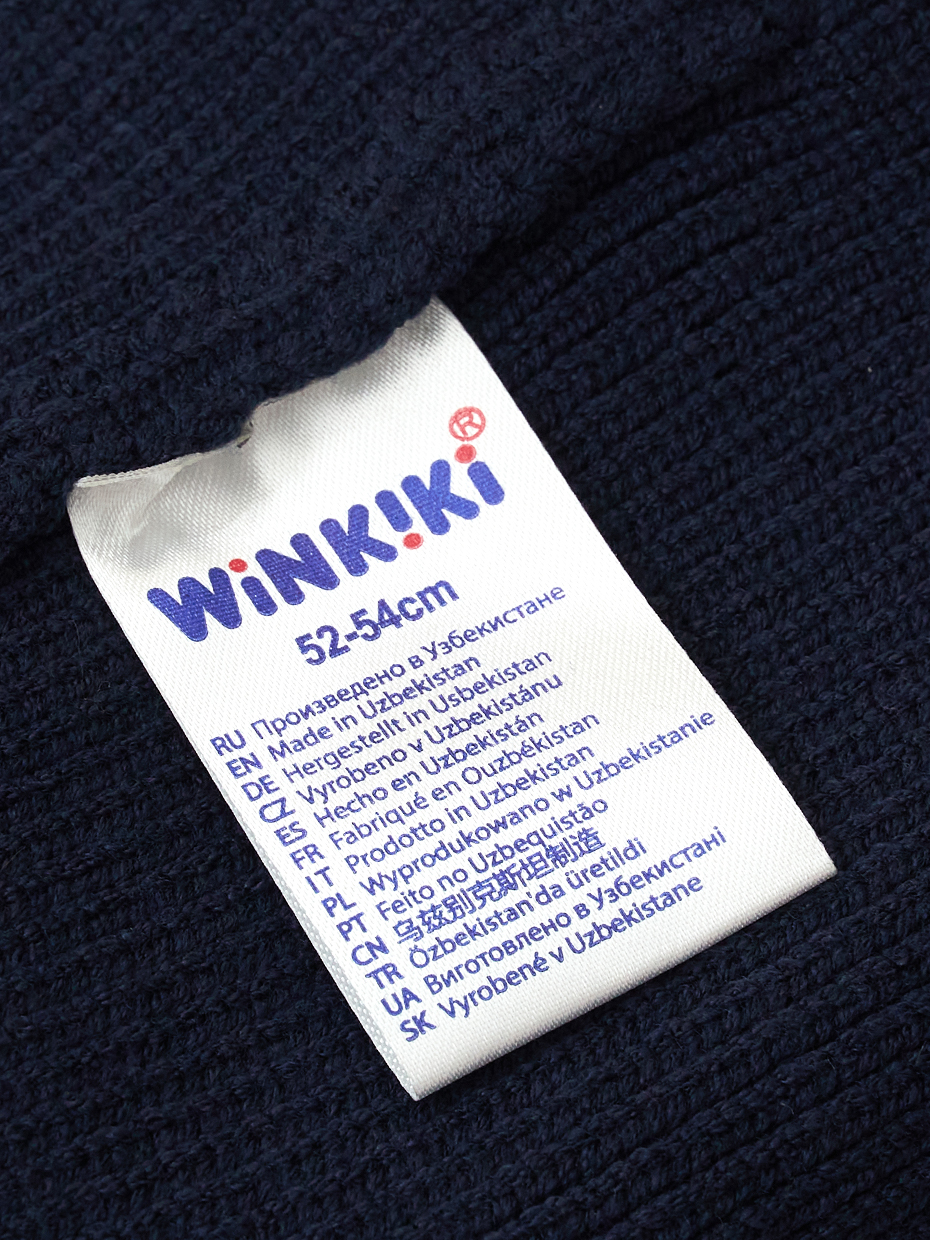 WiNK!Ki®
52-54cm
RU Произведено в Узбекистане
EN Made in Uzbekistan
DE Hergestellt in Usbekistan
CZ Vyrobeno v Uzbekistánu
ES Hecho en Uzbekistán
FR Fabriqué en Ouzbékistan
IT Prodotto in Uzbekistan
PL Wyprodukowano w Uzbekistanie
PT Feito no Uzbequistão
CN 乌兹别克斯坦制造
TR Özbekistan'da üretildi
UA Виготовлено в Узбекистані
SK Vyrobené v Uzbekistane